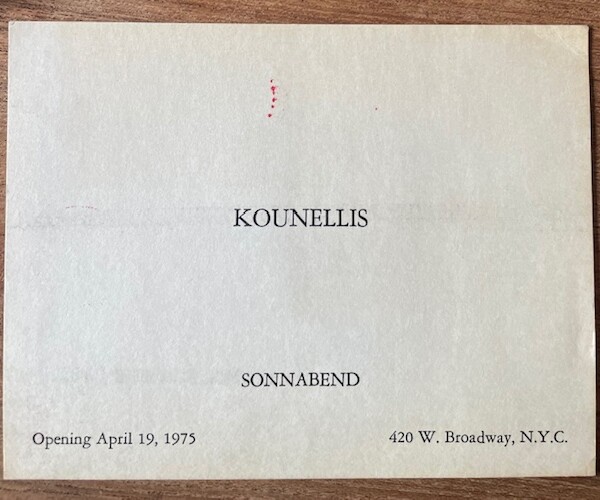 KOUNELLIS
SONNABEND
Opening April 19, 1975
420 W. Broadway, N.Y.C.